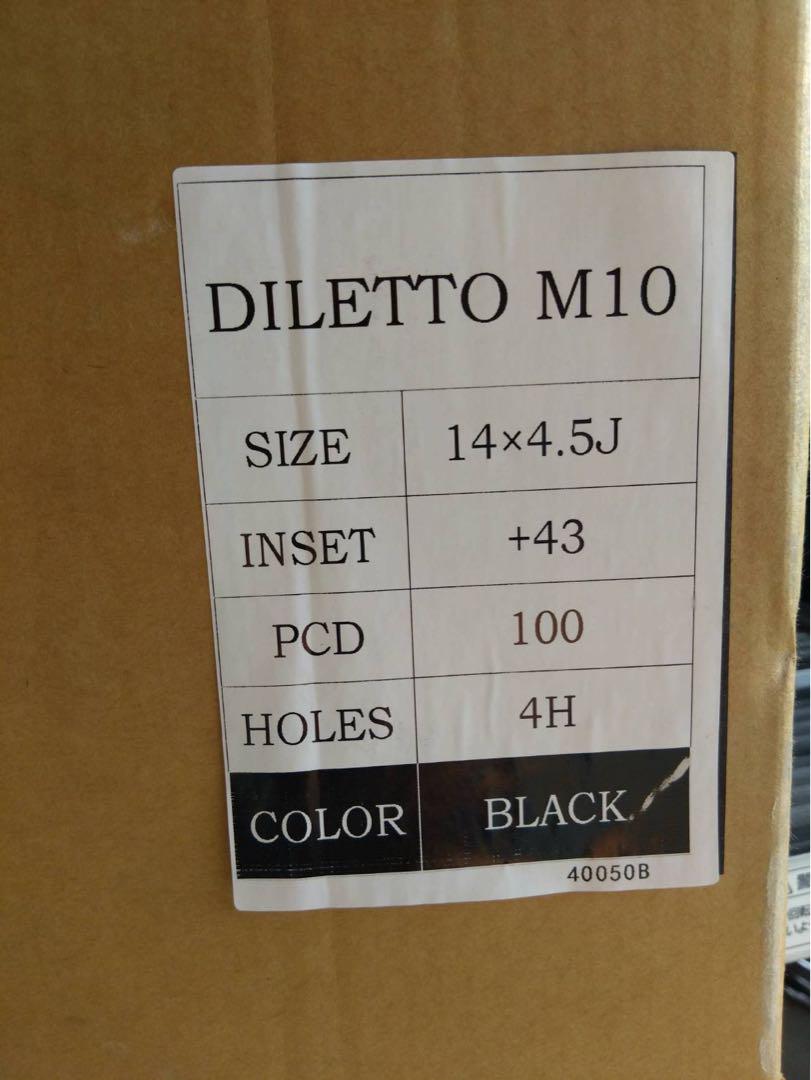 DILETTO M10
SIZE 14×4.5J
INSET +43
PCD 100
HOLES 4H
COLOR BLACK
40050B